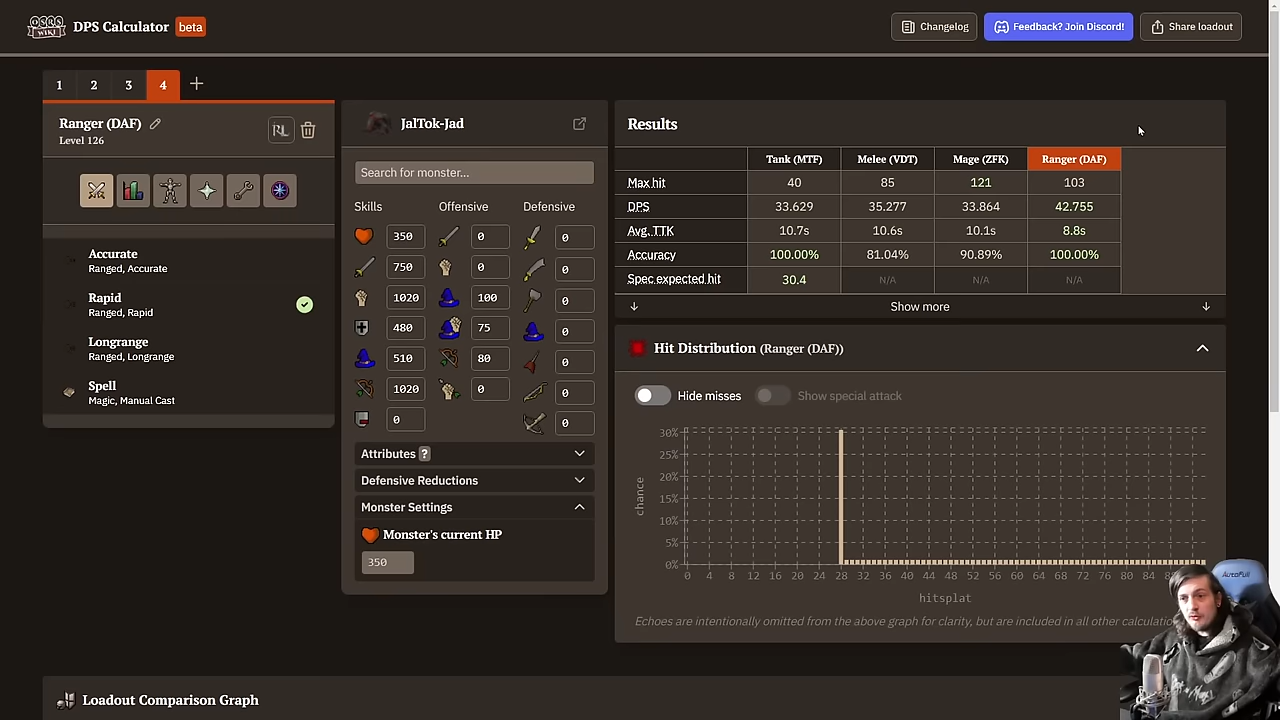 OSRS WIKI DPS Calculator beta
Changelog
Feedback? Join Discord!
Share loadout
1 2 3 4
Ranger (DAF)
Level 126
RL
Accurate
Ranged, Accurate
Rapid
Ranged, Rapid
Longrange
Ranged, Longrange
Spell
Magic, Manual Cast
JalTok-Jad
Search for monster...
Skills Offensive Defensive
350 0 0
750 0 0
1020 100 0
480 75 0
510 80 0
1020 0 0
0 0
Attributes ?
Defensive Reductions
Monster Settings
Monster's current HP
350
Results
Tank (MTF) Melee (VDT) Mage (ZFK) Ranger (DAF)
Max hit 40 85 121 103
DPS 33.629 35.277 33.864 42.755
Avg. TTK 10.7s 10.6s 10.1s 8.8s
Accuracy 100.00% 81.04% 90.89% 100.00%
Spec expected hit 30.4 N/A N/A N/A
Show more
Hit Distribution (Ranger (DAF))
Hide misses
Show special attack
30%
25%
20%
15%
10%
5%
0%
chance
0 4 8 12 16 20 24 28 32 36 40 44 48 52 56 60 64 68 72 76 80 84
hitsplat
Echoes are intentionally omitted from the above graph for clarity, but are included in all other
AutoFull
Loadout Comparison Graph